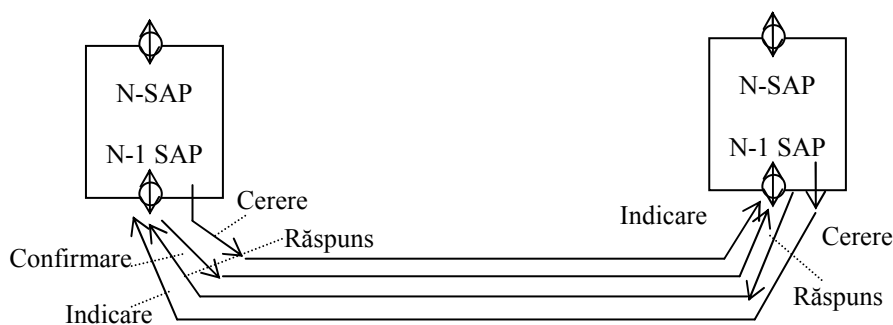 N-SAP
N-1 SAP
N-SAP
N-1 SAP
Cerere
Răspuns
Confirmare
Indicare
Indicare
Cerere
Răspuns